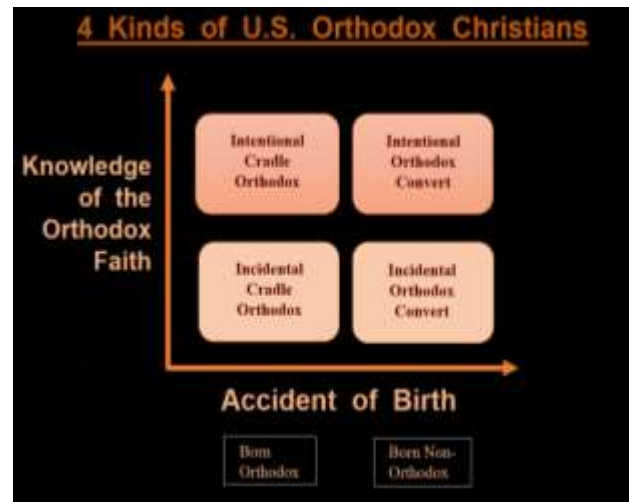 4 Kinds of U.S. Orthodox Christians
Knowledge
of the
Orthodox
Faith
Intentional
Cradle
Orthodox
Intentional
Orthodox
Convert
Incidental
Cradle
Orthodox
Incidental
Orthodox
Convert
Accident of Birth
Born
Orthodox
Born Non-
Orthodox